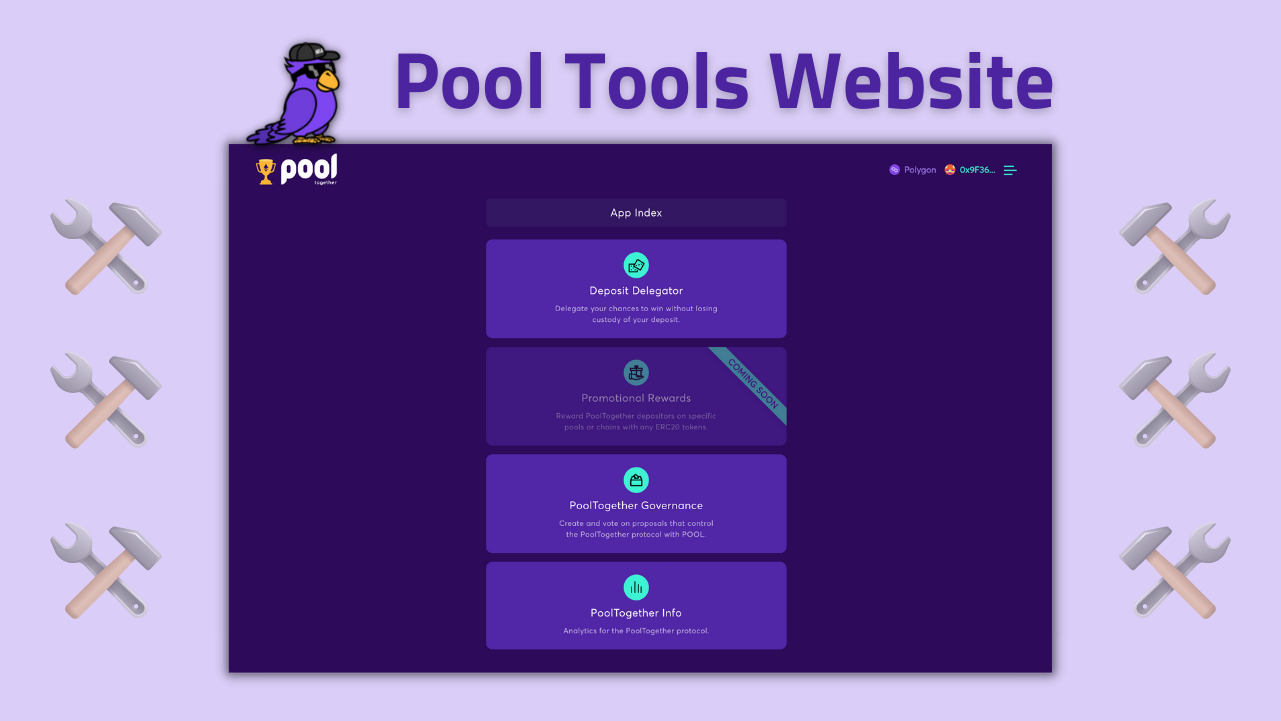 Pool Tools Website
pool
together
Polygon
0x9F36...
App Index
Deposit Delegator
Delegate your chances to win without losing
custody of your deposit.
COMING SOON
Promotional Rewards
Reward PoolTogether depositors on specific
pools or chains with any ERC20 tokens.
PoolTogether Governance
Create and vote on proposals that control
the PoolTogether protocol with POOL.
PoolTogether Info
Analytics for the PoolTogether protocol.